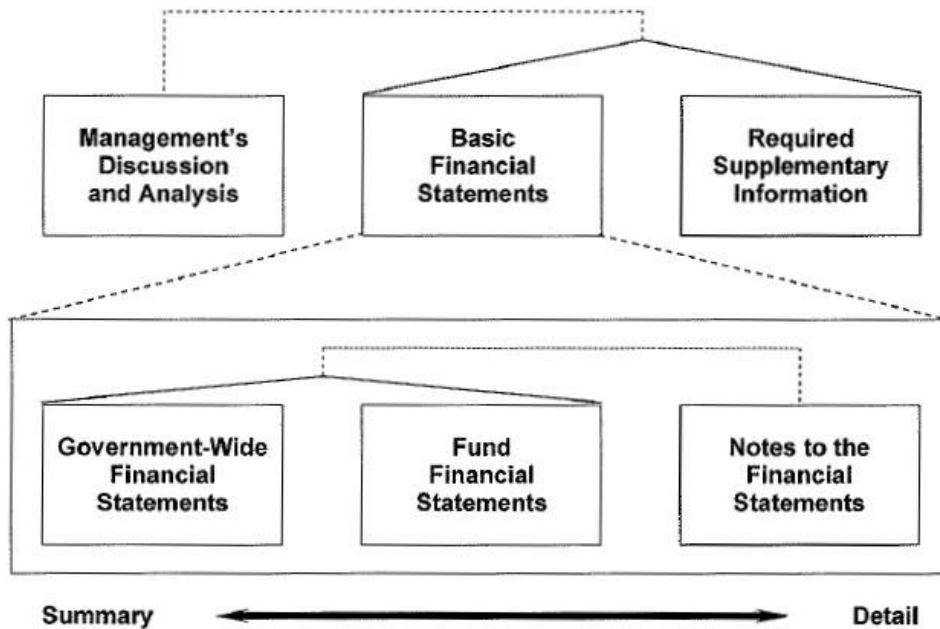 Management's
Discussion
and Analysis
Basic
Financial
Statements
Required
Supplementary
Information
Government-Wide
Financial
Statements
Fund
Financial
Statements
Notes to the
Financial
Statements
Summary
Detail